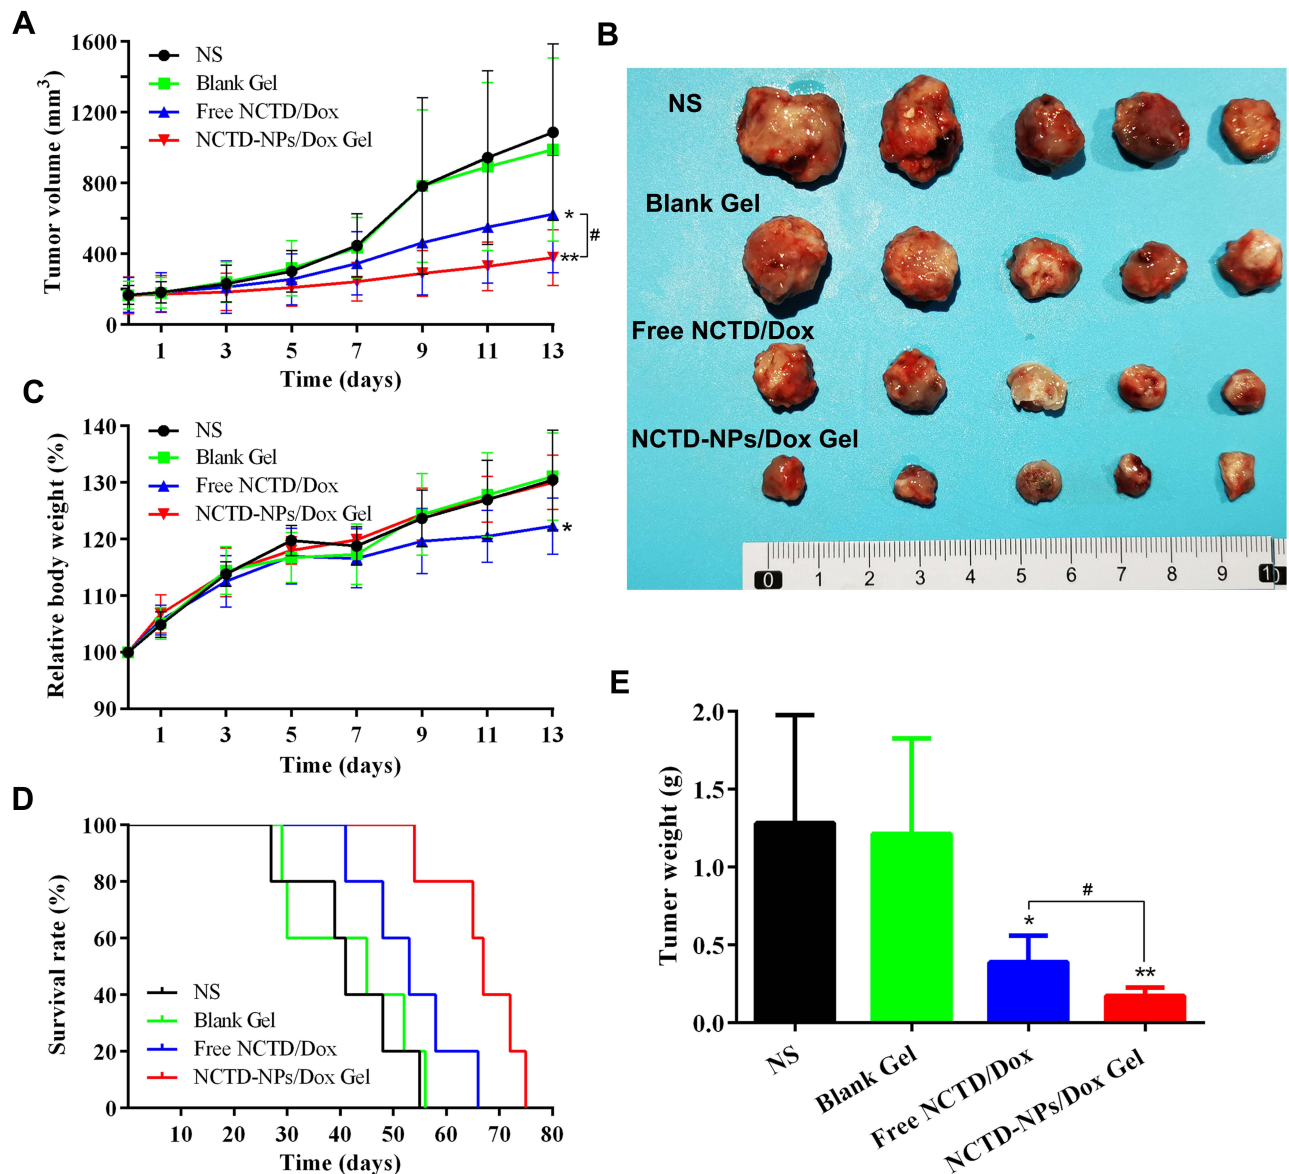 A
Tumor volume (mm3)
1600
1200
800
400
0
NS
Blank Gel
Free NCTD/Dox
NCTD-NPs/Dox Gel
*
#
**
1 3 5 7 9 11 13
Time (days)
B
NS
Blank Gel
Free NCTD/Dox
NCTD-NPs/Dox Gel
0 1 2 3 4 5 6 7 8 9 10
C
Relative body weight (%)
140
130
120
110
100
90
NS
Blank Gel
Free NCTD/Dox
NCTD-NPs/Dox Gel
*
1 3 5 7 9 11 13
Time (days)
D
Survival rate (%)
100
80
60
40
20
0
NS
Blank Gel
Free NCTD/Dox
NCTD-NPs/Dox Gel
10 20 30 40 50 60 70 80
Time (days)
E
Tumer weight (g)
2.0
1.5
1.0
0.5
0.0
#
*
**
NS
Blank Gel
Free NCTD/Dox
NCTD-NPs/Dox Gel